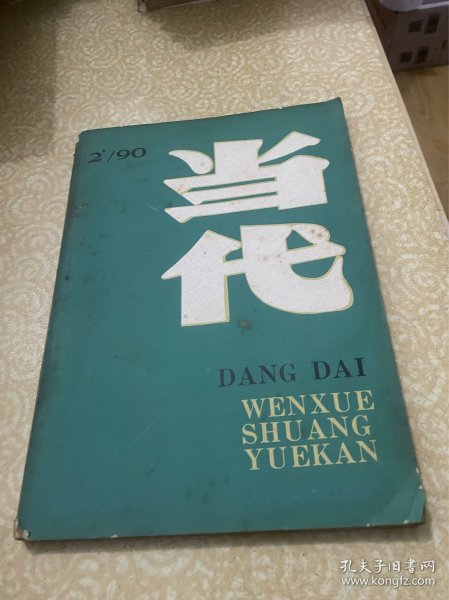 2/90
当
代
DANG DAI
WENXUE
SHUANG
YUEKAN
孔夫子旧书网
www.kongfz.com